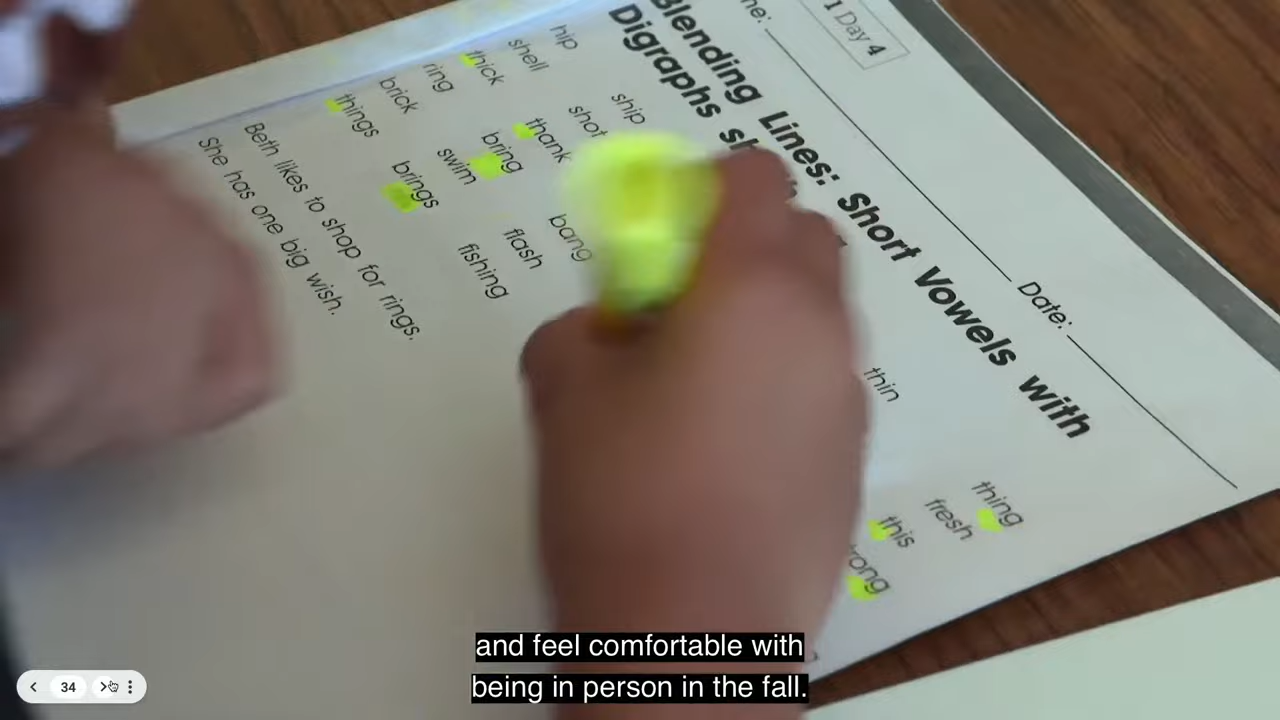 1 Day 4
Date:
Blending Lines: Short Vowels with
Digraphs
hip ship thin thing
shell shot bang fresh
thick thank this
ring bring flash
brick swim fishing
things brings
Beth likes to shop for rings.
She has one big wish.
and feel comfortable with
being in person in the fall.
34